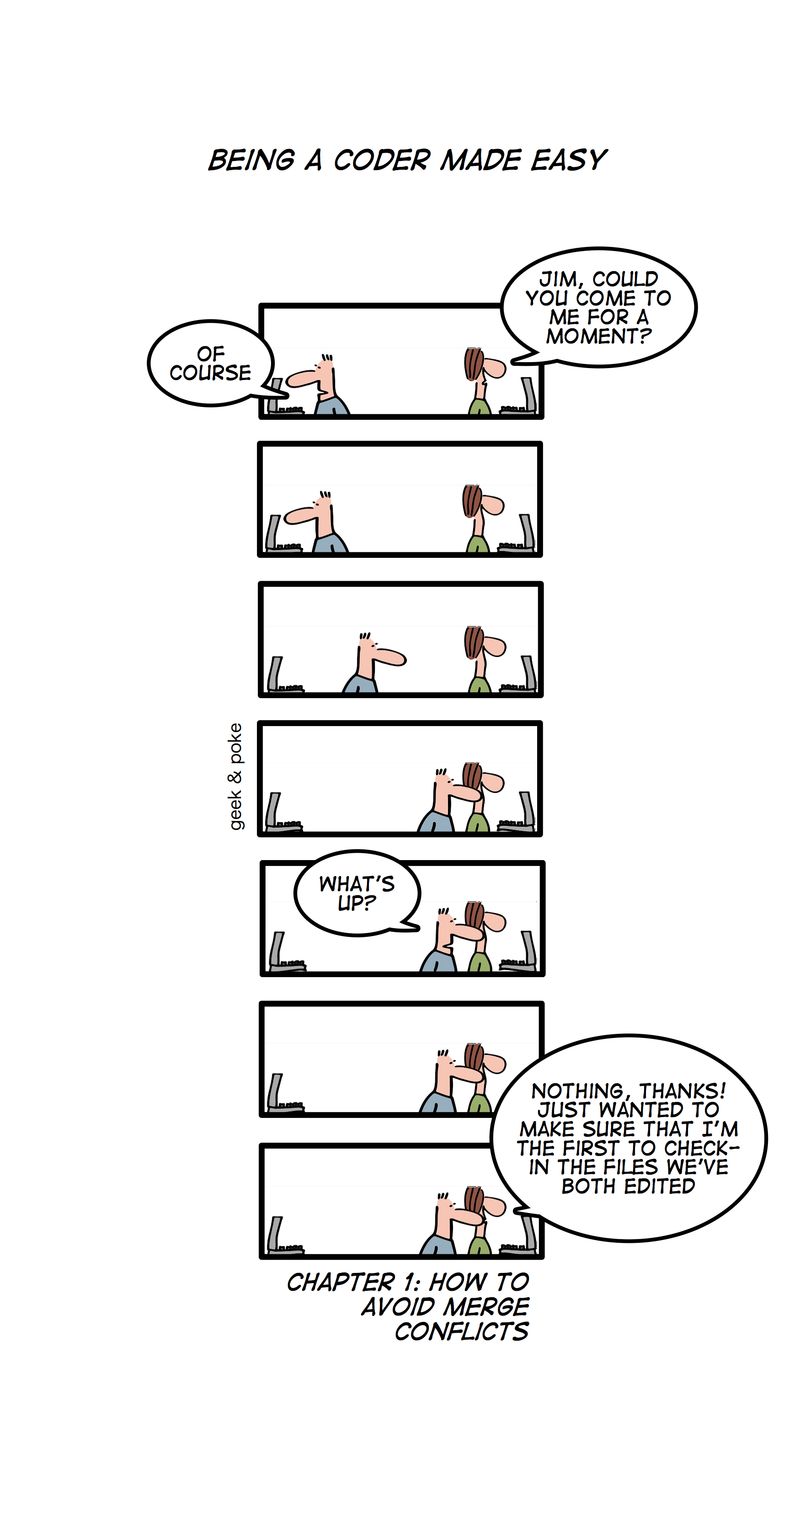 BEING A CODER MADE EASY
JIM, COULD
YOU COME TO
ME FOR A
MOMENT?
OF
COURSE
geek & poke
WHAT'S
UP?
NOTHING, THANKS!
JUST WANTED TO
MAKE SURE THAT I'M
THE FIRST TO CHECK-
IN THE FILES WE'VE
BOTH EDITED
CHAPTER 1: HOW TO
AVOID MERGE
CONFLICTS